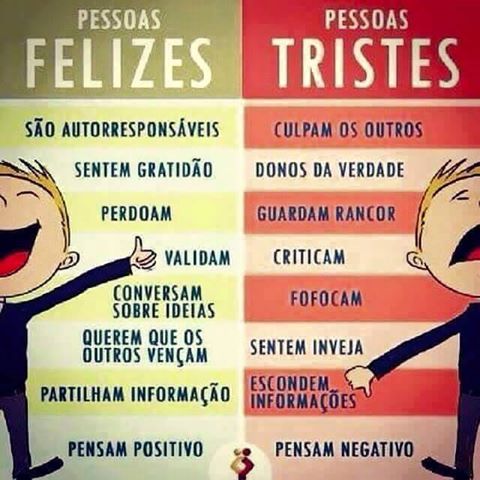 PESSOAS
FELIZES
SÃO AUTORRESPONSÁVEIS
SENTEM GRATIDÃO
PERDOAM
VALIDAM
CONVERSAM
SOBRE IDEIAS
QUEREM QUE OS
OUTROS VENÇAM
PARTILHAM INFORMAÇÃO
PENSAM POSITIVO
PESSOAS
TRISTES
CULPAM OS OUTROS
DONOS DA VERDADE
GUARDAM RANCOR
CRITICAM
FOFOCAM
SENTEM INVEJA
ESCONDEM
INFORMAÇÕES
PENSAM NEGATIVO